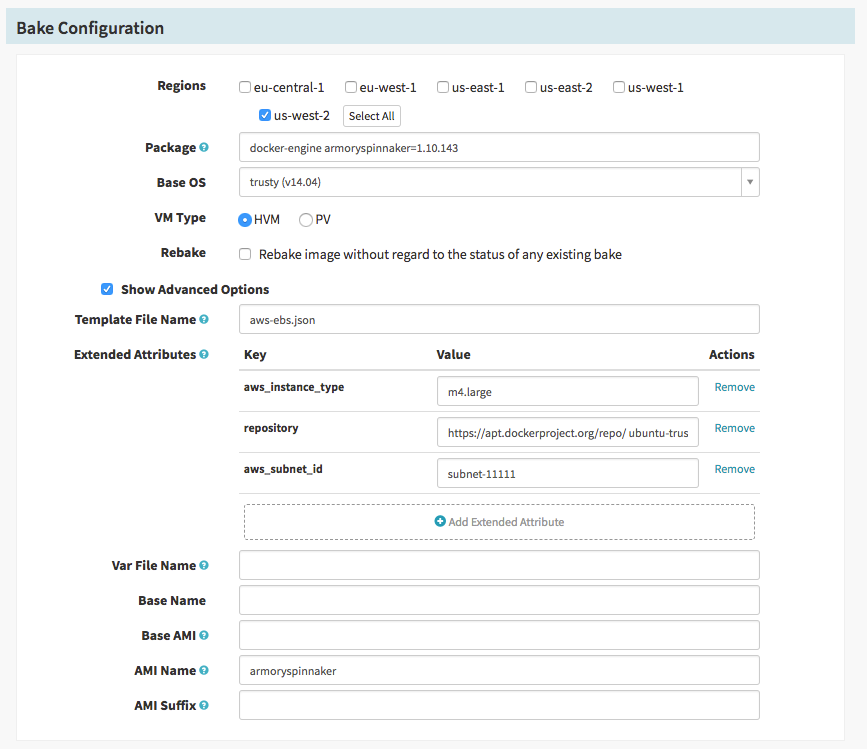 Bake Configuration
Regions eu-central-1 eu-west-1 us-east-1 us-east-2 us-west-1
us-west-2 Select All
Package docker-engine armoryspinnaker=1.10.143
Base OS trusty (v14.04)
VM Type HVM PV
Rebake Rebake image without regard to the status of any existing bake
Show Advanced Options
Template File Name aws-ebs.json
Extended Attributes Key Value Actions
aws_instance_type m4.large Remove
repository https://apt.dockerproject.org/repo/ ubuntu-trus Remove
aws_subnet_id subnet-11111 Remove
Add Extended Attribute
Var File Name
Base Name
Base AMI
AMI Name armoryspinnaker
AMI Suffix